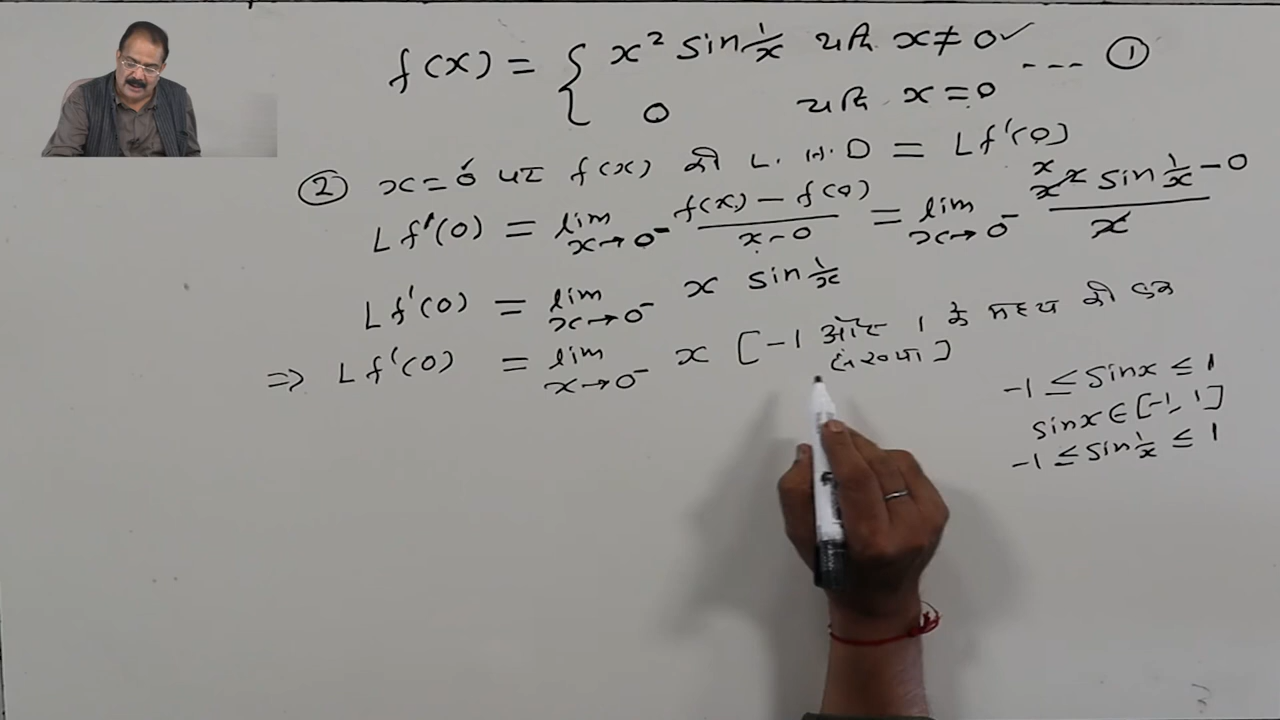 f(x) = { x² sin 1/x यदि x ≠ 0 ✓
0 यदि x = 0 --- ①
② x = 0 पर f(x) की L.H.D = Lf'(0)
Lf'(0) = lim x→0⁻ f(x) - f(0) / x - 0 = lim x→0⁻ x² sin 1/x - 0 / x
x
Lf'(0) = lim x→0⁻ x sin 1/x
⇒ Lf'(0) = lim x→0⁻ x [-1 और 1 के मध्य की एक
संख्या]
-1 ≤ sin x ≤ 1
sin x ∈ [-1, 1]
-1 ≤ sin 1/x ≤ 1